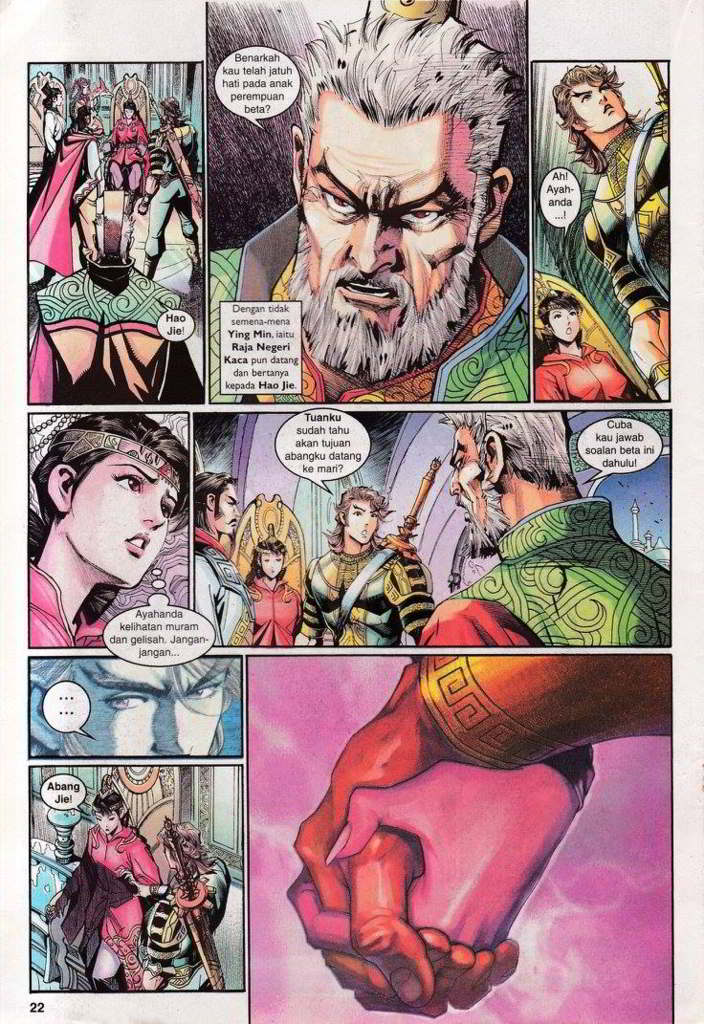 Hao
Jie!
Benarkah
kau telah jatuh
hati pada anak
perempuan
beta?
Dengan tidak
semena-mena
Ying Min, iaitu
Raja Negeri
Kaca pun datang
dan bertanya
kepada Hao Jie.
Ah!
Ayah-
anda
...!
Ayahanda
kelihatan muram
dan gelisah. Jangan-
jangan...
Tuanku
sudah tahu
akan tujuan
abangku datang
ke mari?
Cuba
kau jawab
soalan beta ini
dahulu!
...
...
Abang
Jie!
22